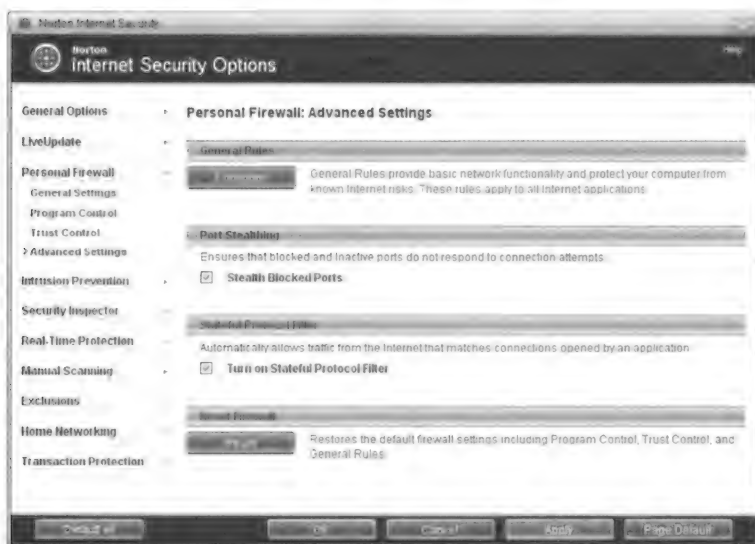 Norton Internet Security
Norton
Internet Security Options
Help
General Options
LiveUpdate
Personal Firewall
General Settings
Program Control
Trust Control
> Advanced Settings
Intrusion Prevention
Security Inspector
Real-Time Protection
Manual Scanning
Exclusions
Home Networking
Transaction Protection
Personal Firewall: Advanced Settings
General Rules
General Rules provide basic network functionality and protect your computer from
known Internet risks. These rules apply to all Internet applications.
Port Stealthing
Ensures that blocked and inactive ports do not respond to connection attempts.
Stealth Blocked Ports
Stateful Protocol Filter
Automatically allows traffic from the Internet that matches connections opened by an application.
Turn on Stateful Protocol Filter
Reset Firewall
Restores the default firewall settings including Program Control, Trust Control, and
General Rules.
Default all
OK
Cancel
Apply
Page Default